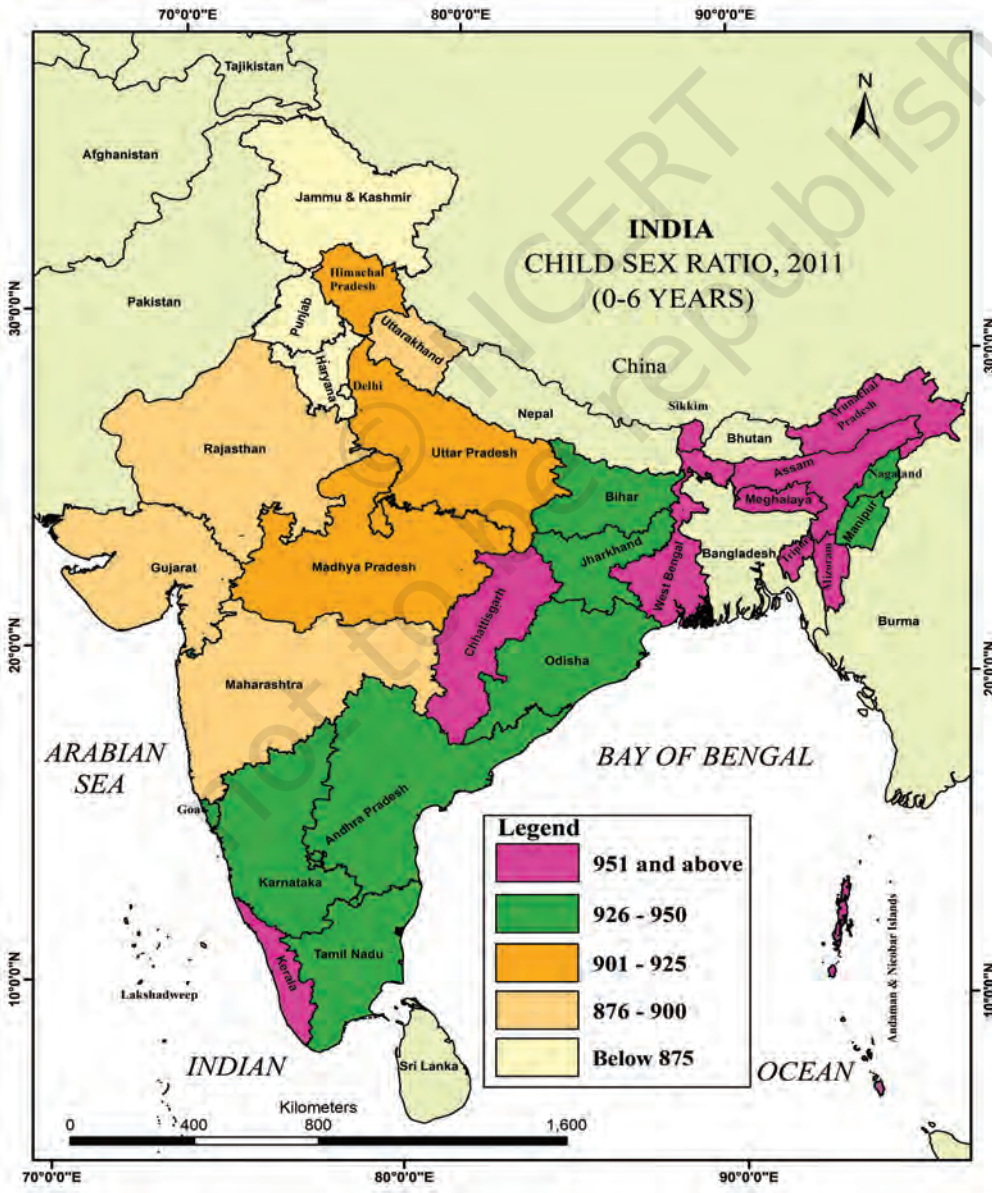 70°0'0"E
80°0'0"E
90°0'0"E
Tajikistan
N
Afghanistan
Jammu & Kashmir
INDIA
CHILD SEX RATIO, 2011
(0-6 YEARS)
Himachal
Pradesh
Pakistan
Punjab
30°0'0"N
30°0'0"N
Uttarakhand
Haryana
China
Delhi
Sikkim
Arunachal
Pradesh
Nepal
Bhutan
Rajasthan
Uttar Pradesh
Assam
Nagaland
Bihar
Meghalaya
Manipur
Jharkhand
Tripura
Gujarat
Madhya Pradesh
Bangladesh
Mizoram
West Bengal
Chhattisgarh
Burma
20°0'0"N
20°0'0"N
Odisha
Maharashtra
ARABIAN
SEA
BAY OF BENGAL
Goa
Andhra Pradesh
Legend
951 and above
Karnataka
926 - 950
Tamil Nadu
901 - 925
Kerala
Andaman & Nicobar Islands
10°0'0"N
10°0'0"N
Lakshadweep
876 - 900
INDIAN
Sri Lanka
Below 875
OCEAN
Kilometers
0
400
800
1,600
70°0'0"E
80°0'0"E
90°0'0"E
© NCERT
not to be republish